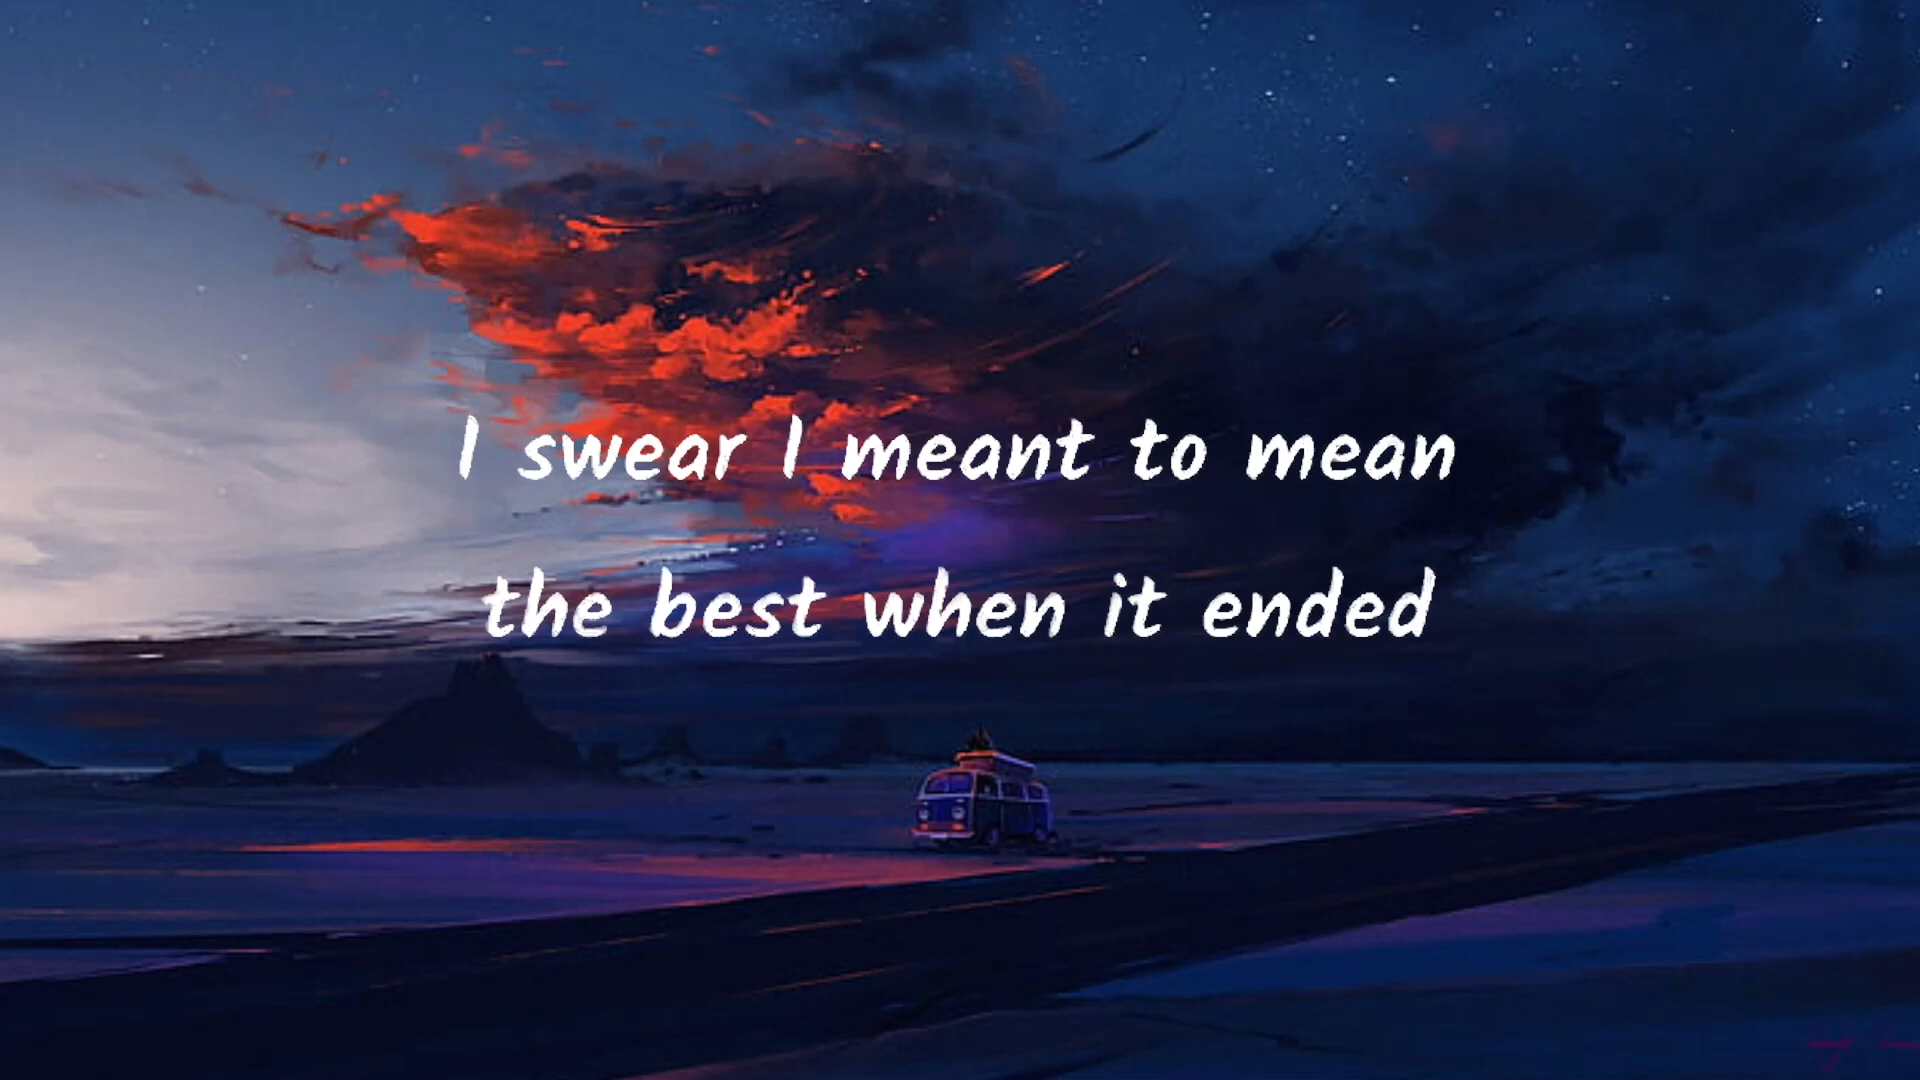 I swear I meant to mean
the best when it ended